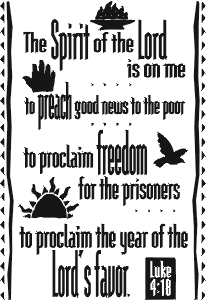 The Spirit of the Lord
is on me
to preach good news to the poor
to proclaim freedom
for the prisoners
to proclaim the year of the
Lord's favor.
Luke
4:18